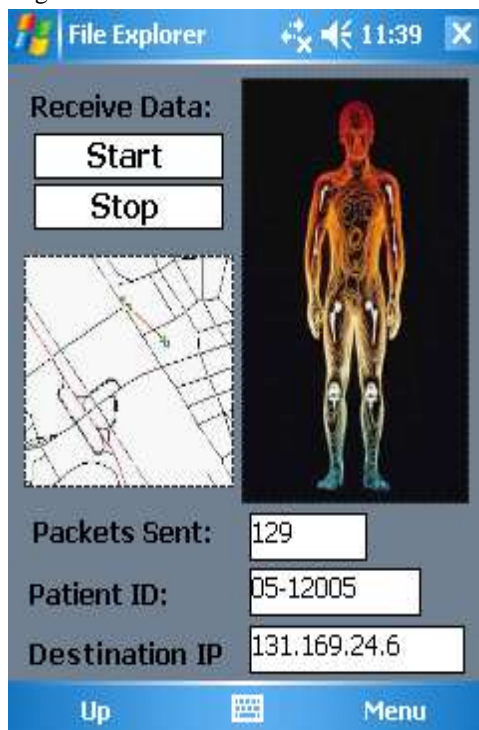 File Explorer 11:39
Receive Data:
Start
Stop
Packets Sent: 129
Patient ID: 05-12005
Destination IP 131.169.24.6
Up Menu